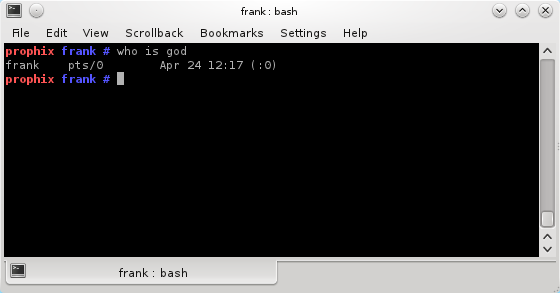 frank : bash
File Edit View Scrollback Bookmarks Settings Help
prophix frank # who is god
frank    pts/0        Apr 24 12:17 (:0)
prophix frank #
frank : bash